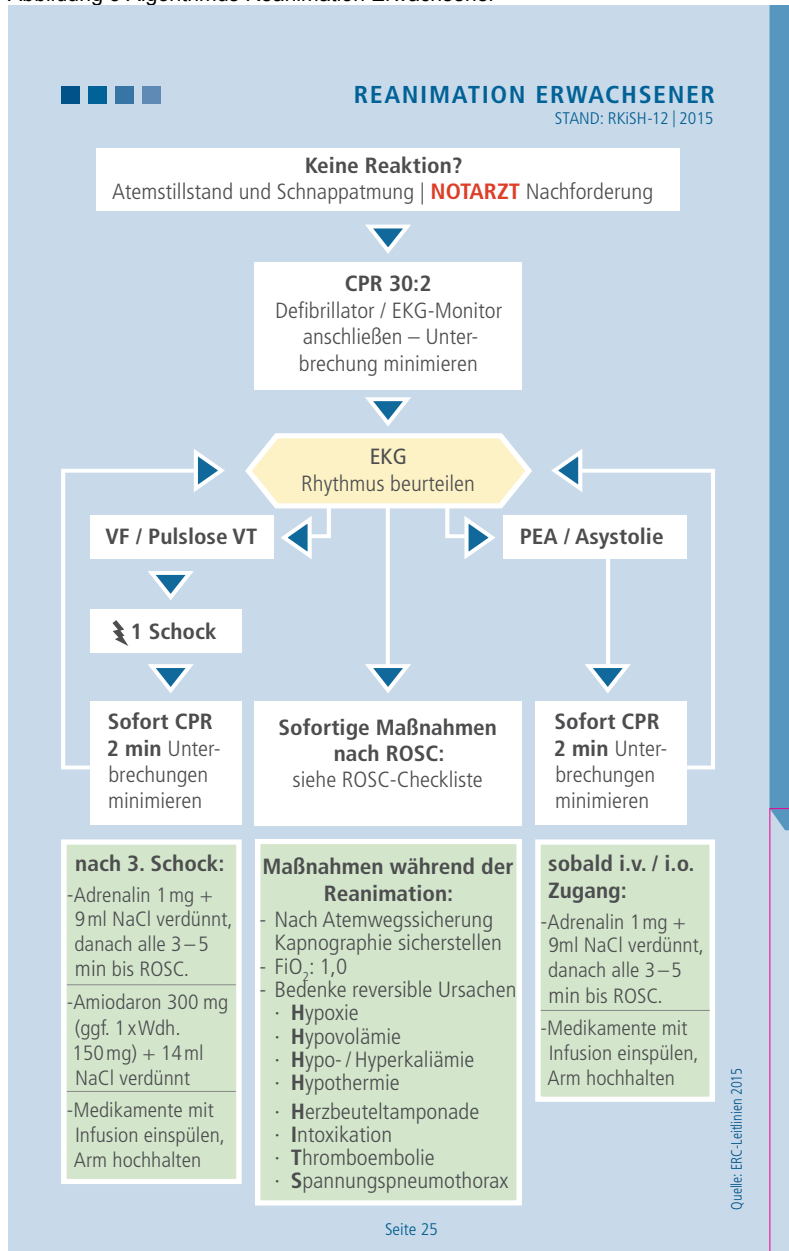 Abbildung 6 Algorithmus Reanimation Erwachsener
REANIMATION ERWACHSENER
STAND: RKiSH-12 | 2015
Keine Reaktion?
Atemstillstand und Schnappatmung | NOTARZT Nachforderung
CPR 30:2
Defibrillator / EKG-Monitor
anschließen – Unter-
brechung minimieren
EKG
Rhythmus beurteilen
VF / Pulslose VT
PEA / Asystolie
1 Schock
Sofort CPR
2 min Unter-
brechungen
minimieren
Sofortige Maßnahmen
nach ROSC:
siehe ROSC-Checkliste
Sofort CPR
2 min Unter-
brechungen
minimieren
nach 3. Schock:
-Adrenalin 1 mg +
9 ml NaCl verdünnt,
danach alle 3–5
min bis ROSC.
-Amiodaron 300 mg
(ggf. 1 x Wdh.
150 mg) + 14 ml
NaCl verdünnt
-Medikamente mit
Infusion einspülen,
Arm hochhalten
Maßnahmen während der
Reanimation:
- Nach Atemwegssicherung
Kapnographie sicherstellen
- FiO₂: 1,0
- Bedenke reversible Ursachen
· Hypoxie
· Hypovolämie
· Hypo- / Hyperkaliämie
· Hypothermie
· Herzbeuteltamponade
· Intoxikation
· Thromboembolie
· Spannungspneumothorax
sobald i.v. / i.o.
Zugang:
-Adrenalin 1 mg +
9ml NaCl verdünnt,
danach alle 3–5
min bis ROSC.
-Medikamente mit
Infusion einspülen,
Arm hochhalten
Quelle: ERC-Leitlinien 2015
Seite 25